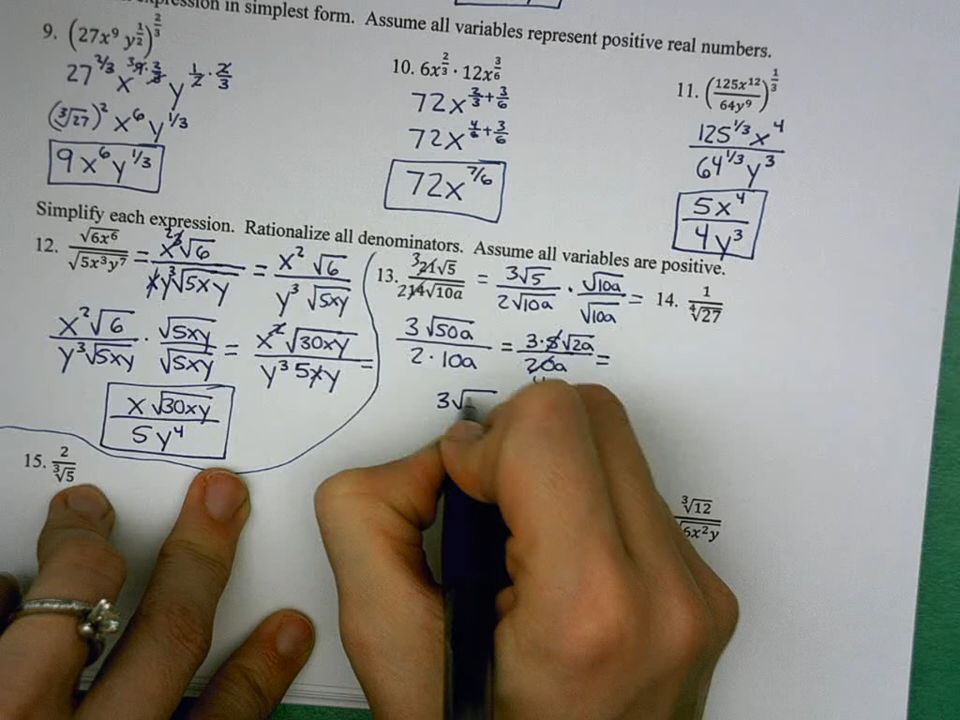 expression in simplest form. Assume all variables represent positive real numbers.
9. (27x⁹ y^{1/2})^{2/3}
27^{2/3} x^{9·2/3} y^{1/2·2/3}
(∛27)² x⁶ y^{1/3}
9x⁶y^{1/3}
10. 6x^{2/3} · 12x^{3/6}
72x^{2/3+3/6}
72x^{4/6+3/6}
72x^{7/6}
11. (125x¹²/64y⁹)^{1/3}
125^{1/3}x⁴/64^{1/3}y³
5x⁴/4y³
Simplify each expression. Rationalize all denominators. Assume all variables are positive.
12. √(6x⁶)/√(5x³y⁷) = x³√6/xy³√(5xy) = x²√6/y³√(5xy)
x²√6/y³√(5xy) · √(5xy)/√(5xy) = x²√(30xy)/y³5xy =
x√(30xy)/5y⁴
13. 21√5/14√(10a) = 3√5/2√(10a) · √(10a)/√(10a) =
3√(50a)/2·10a = 3·5√(2a)/20a =
3√
14. 1/∜27
15. 2/∛5
∛12
6x²y